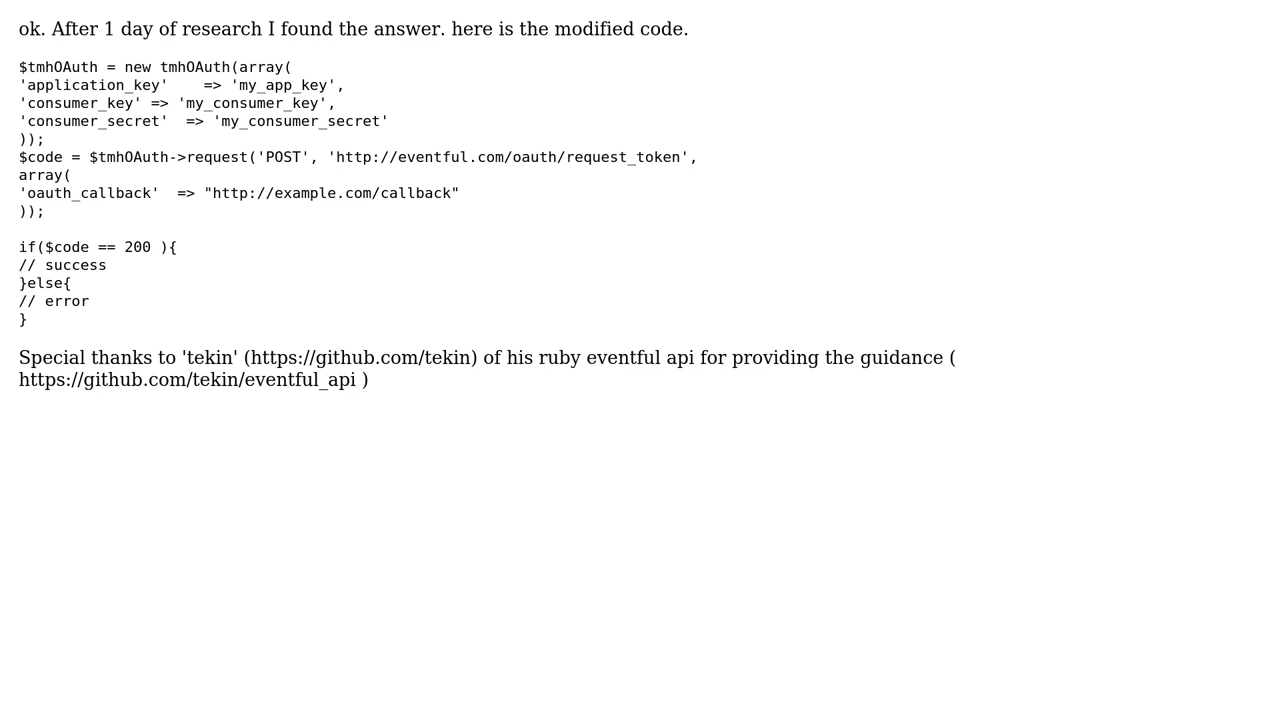 ok. After 1 day of research I found the answer. here is the modified code.
$tmhOAuth = new tmhOAuth(array(
'application_key'    => 'my_app_key',
'consumer_key' => 'my_consumer_key',
'consumer_secret'  => 'my_consumer_secret'
));
$code = $tmhOAuth->request('POST', 'http://eventful.com/oauth/request_token',
array(
'oauth_callback'  => "http://example.com/callback"
));

if($code == 200 ){
// success
}else{
// error
}
Special thanks to 'tekin' (https://github.com/tekin) of his ruby eventful api for providing the guidance (
https://github.com/tekin/eventful_api )